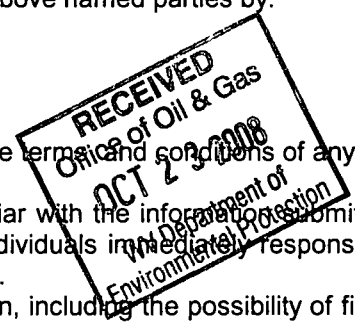 above named parties by:
RECEIVED
Office of Oil & Gas
OCT 2 3 2008
WV Department of
Environmental Protection
e terms and conditions of any
iar with the information submit
dividuals immediately respons
n, including the possibility of fi